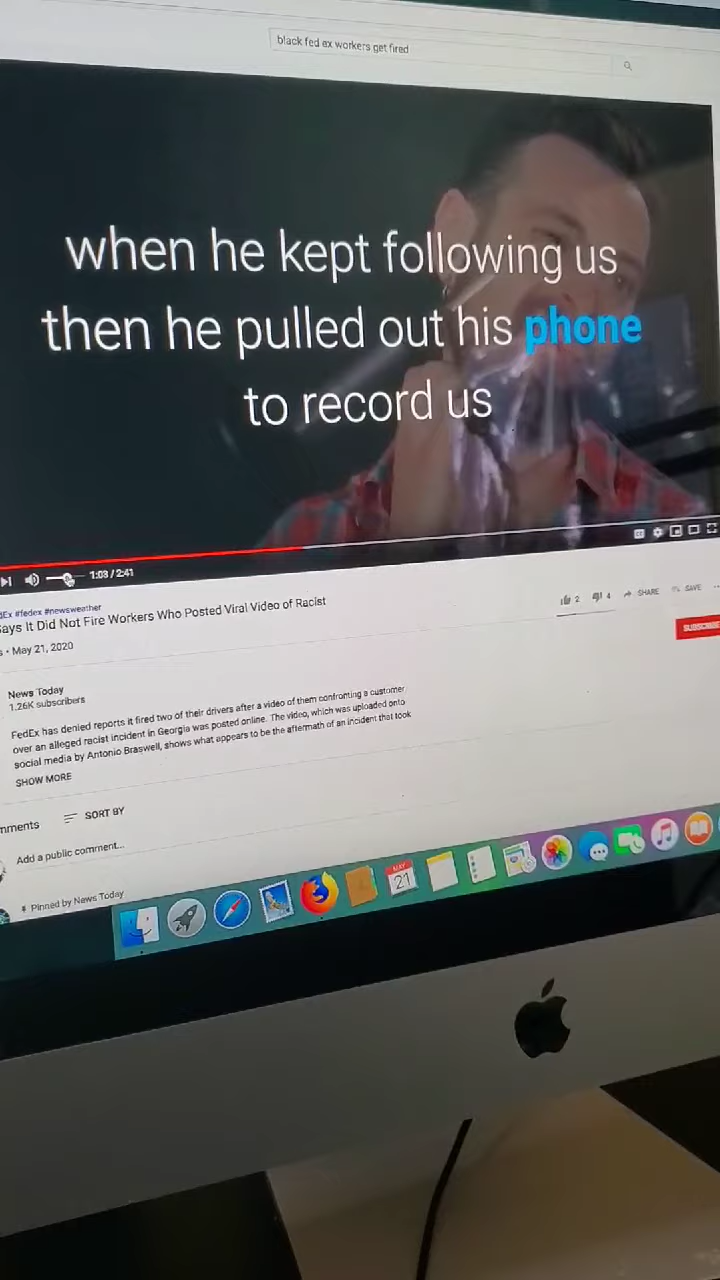 black fed ex workers get fired
when he kept following us
then he pulled out his phone
to record us
1:03 / 2:41
#fedex #newsweather
Says It Did Not Fire Workers Who Posted Viral Video of Racist
May 21, 2020
2
4
SHARE
SAVE
SUBSCRIBE
News Today
1.26K subscribers
FedEx has denied reports it fired two of their drivers after a video of them confronting a customer
over an alleged racist incident in Georgia was posted online. The video, which was uploaded onto
social media by Antonio Braswell, shows what appears to be the aftermath of an incident that took
SHOW MORE
SORT BY
Add a public comment...
Pinned by News Today
MAY
21